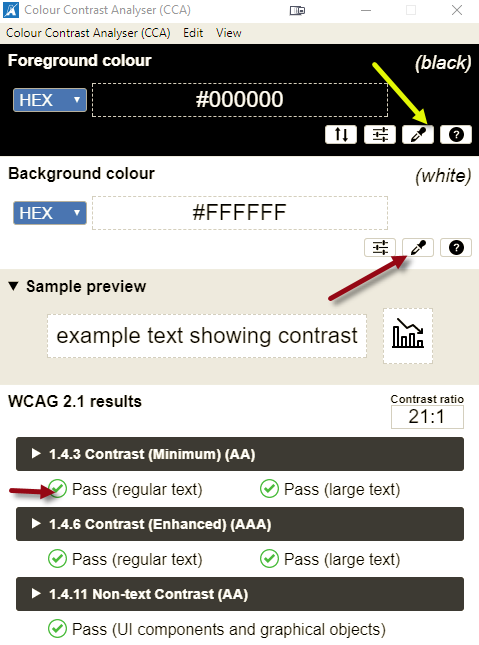 Colour Contrast Analyser (CCA)
Colour Contrast Analyser (CCA) Edit View
Foreground colour (black)
HEX #000000
?
Background colour (white)
HEX #FFFFFF
?
Sample preview
example text showing contrast
WCAG 2.1 results Contrast ratio
21:1
1.4.3 Contrast (Minimum) (AA)
Pass (regular text) Pass (large text)
1.4.6 Contrast (Enhanced) (AAA)
Pass (regular text) Pass (large text)
1.4.11 Non-text Contrast (AA)
Pass (UI components and graphical objects)